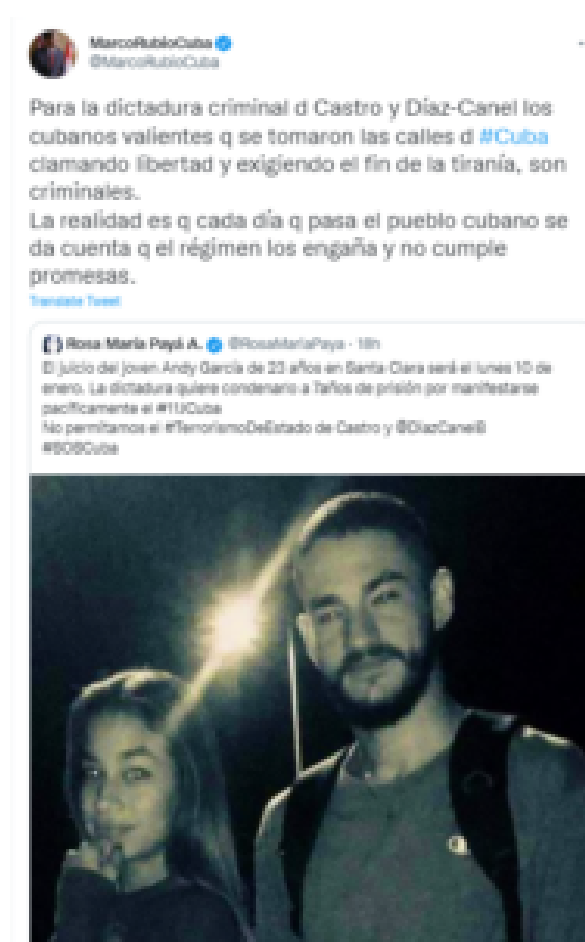 MarcoRubioCuba
@MarcoRubioCuba
Para la dictadura criminal d Castro y Díaz-Canel los
cubanos valientes q se tomaron las calles d #Cuba
clamando libertad y exigiendo el fin de la tiranía, son
criminales.
La realidad es q cada día q pasa el pueblo cubano se
da cuenta q el régimen los engaña y no cumple
promesas.
Translate Tweet
Rosa María Payá A. @RosaMariaPaya · 18h
El juicio del joven Andy García de 23 años en Santa Clara será el lunes 10 de
enero. La dictadura quiere condenarlo a 7años de prisión por manifestarse
pacíficamente el #11JCuba
No permitamos el #TerrorismoDeEstado de Castro y @DiazCanelB
#SOSCuba